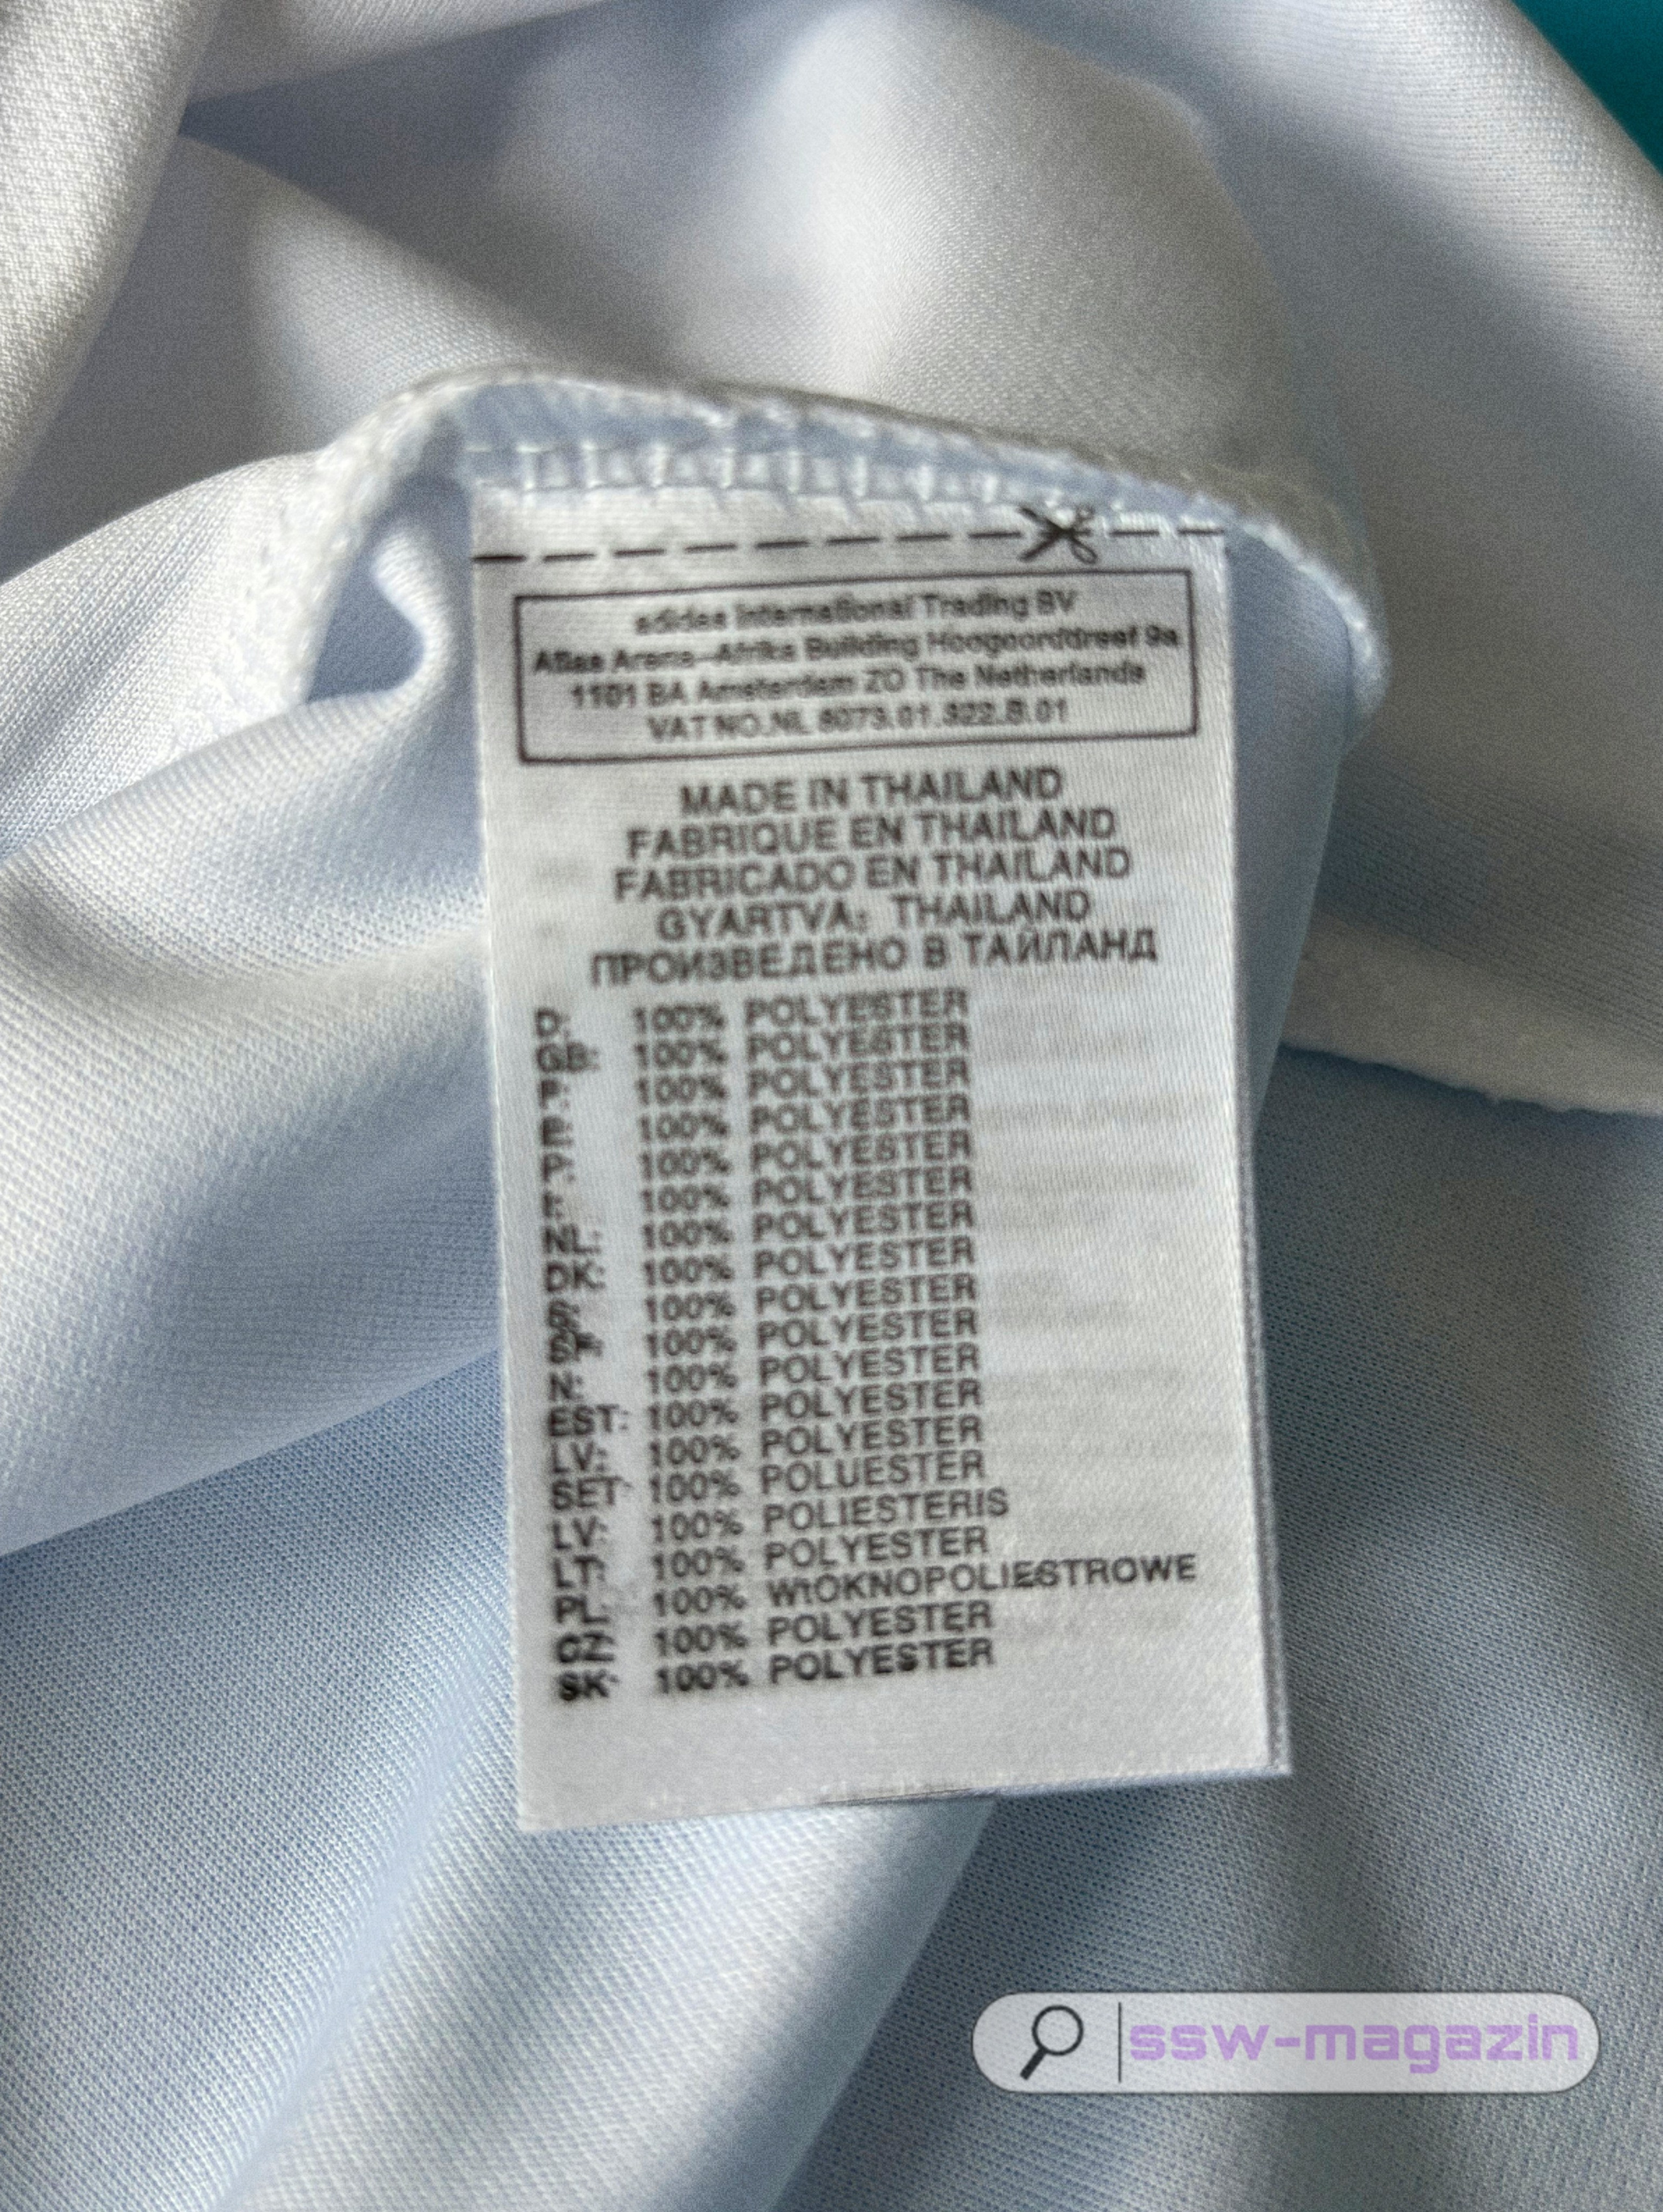 adidas International Trading BV
Atlas Arena-Afrika Building Hoogoorddreef 9a
1101 BA Amsterdam ZO The Netherlands
VAT NO.NL 8073.01.322.B.01
MADE IN THAILAND
FABRIQUE EN THAILAND
FABRICADO EN THAILAND
GYARTVA: THAILAND
ПРОИЗВЕДЕНО В ТАЙЛАНД
D: 100% POLYESTER
GB: 100% POLYESTER
F: 100% POLYESTER
E: 100% POLYESTER
P: 100% POLYESTER
I: 100% POLYESTER
NL: 100% POLYESTER
DK: 100% POLYESTER
S: 100% POLYESTER
SF: 100% POLYESTER
N: 100% POLYESTER
EST: 100% POLYESTER
LV: 100% POLYESTER
SET 100% POLUESTER
LV: 100% POLIESTERIS
LT: 100% POLYESTER
PL: 100% WtOKNOPOLIESTROWE
CZ: 100% POLYESTER
SK: 100% POLYESTER
ssw-magazin